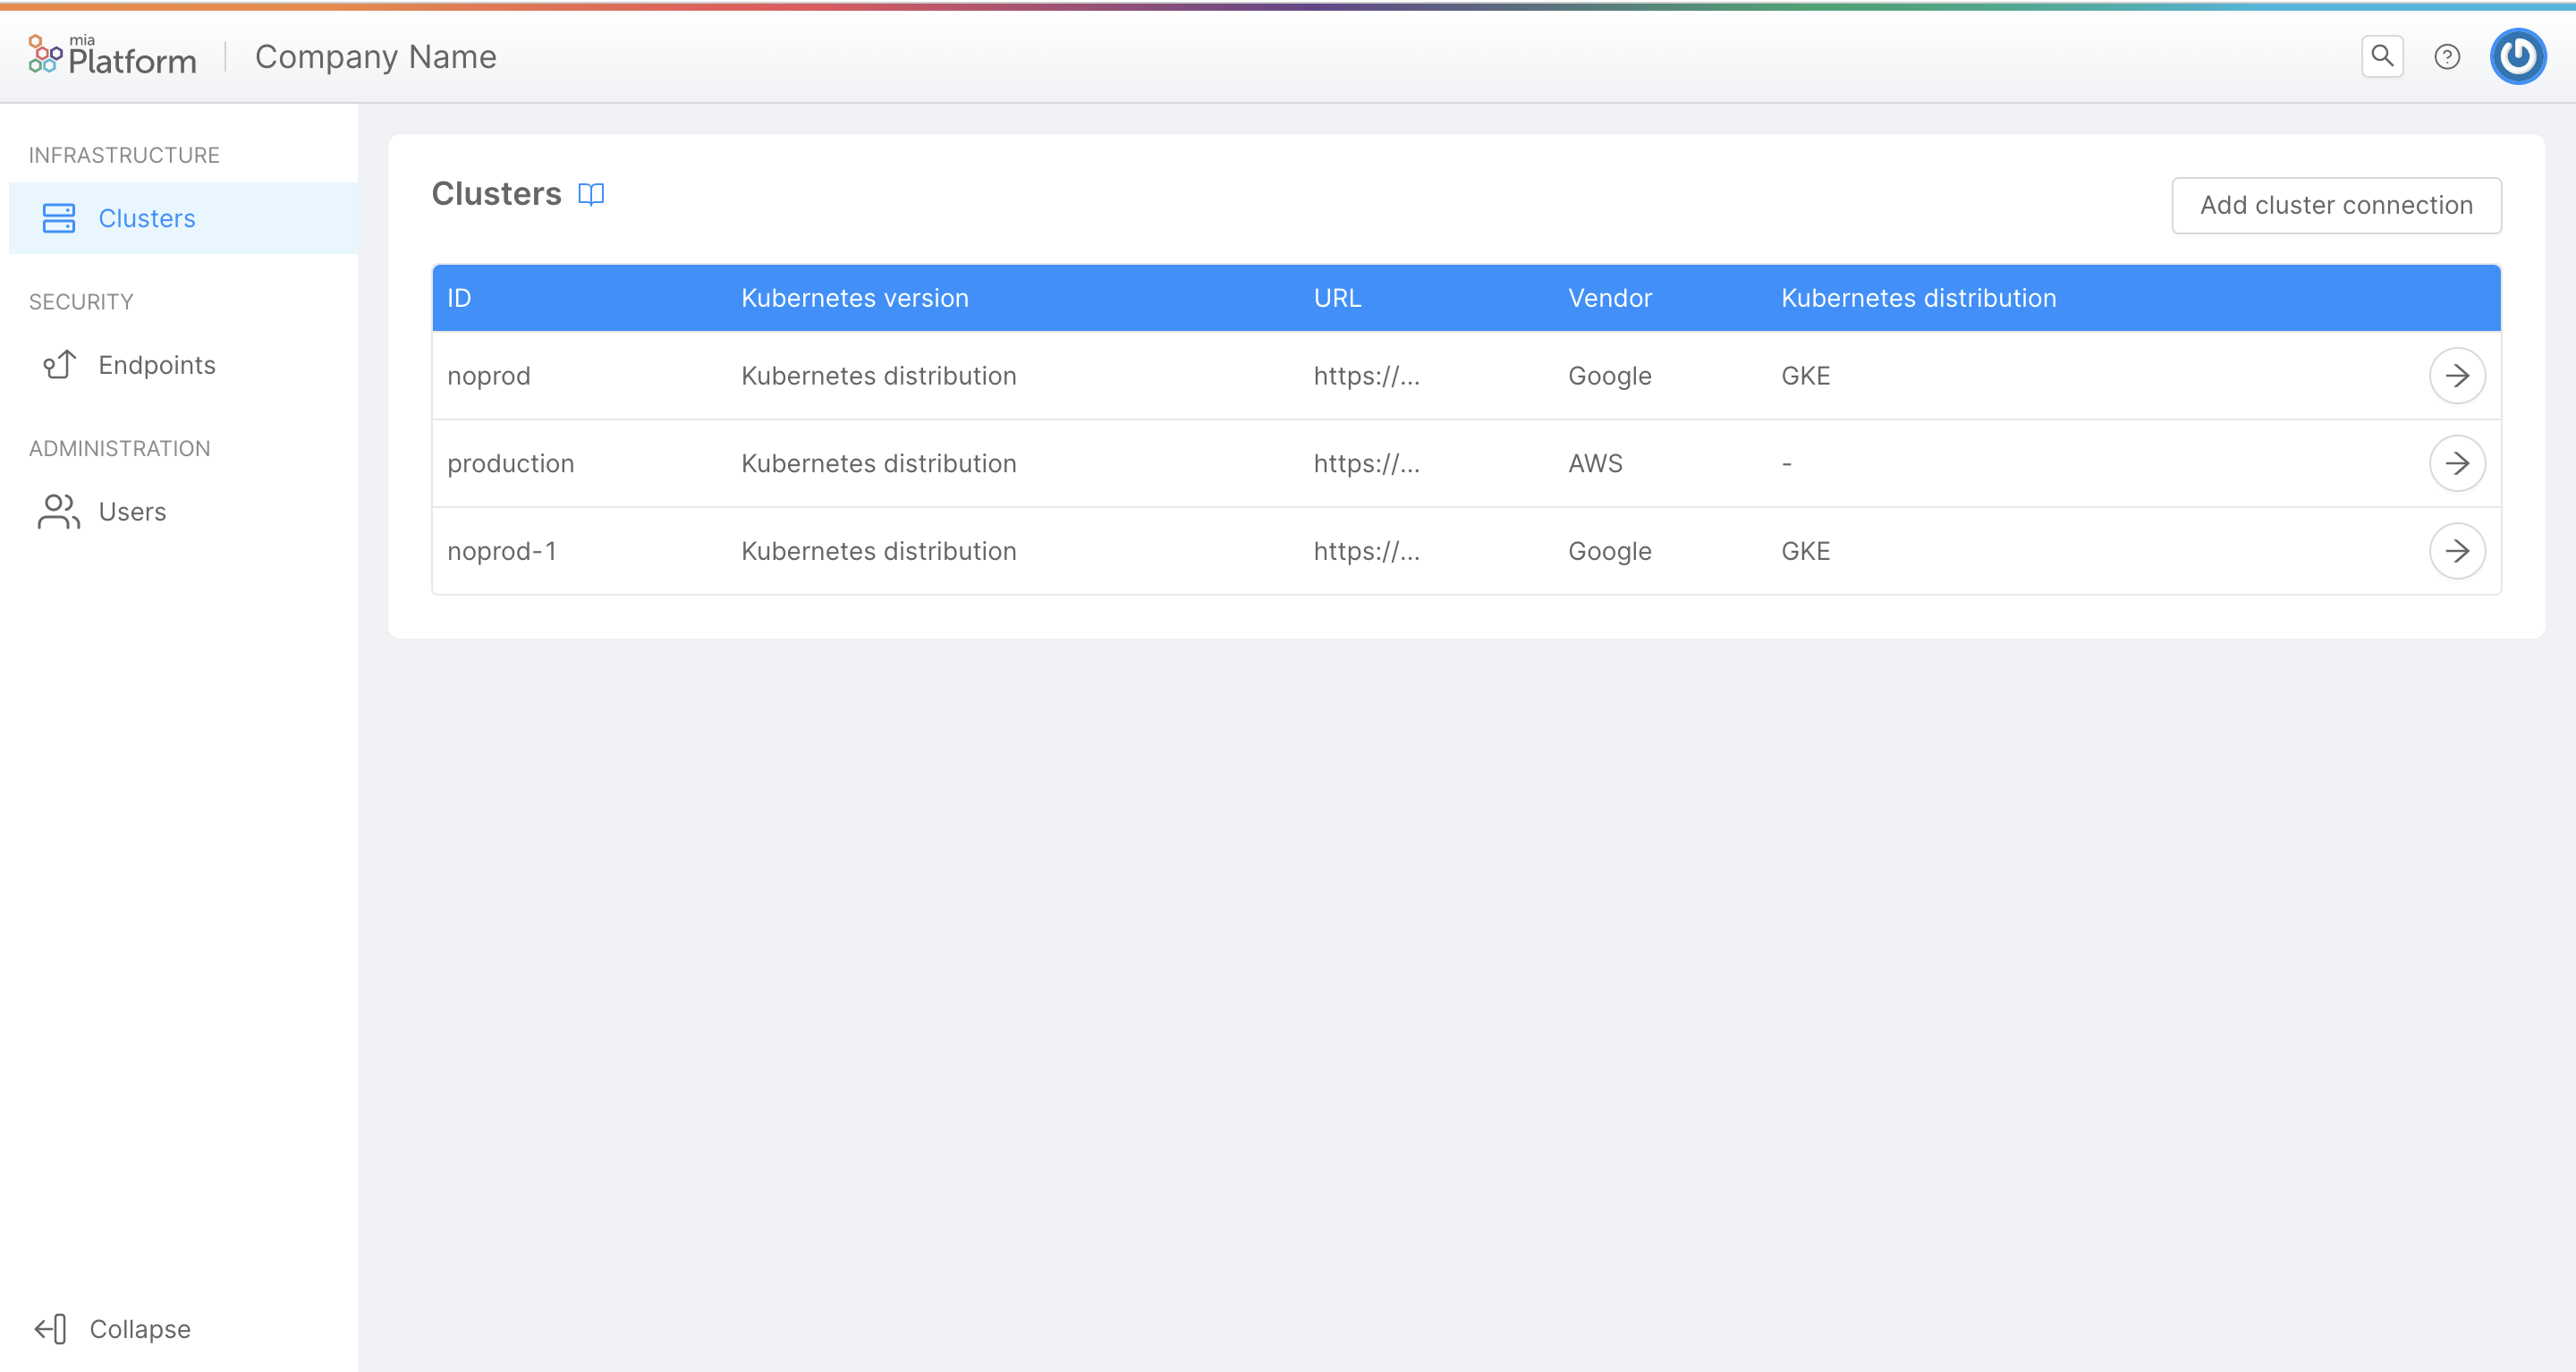 mia
Platform
Company Name
INFRASTRUCTURE
Clusters
SECURITY
Endpoints
ADMINISTRATION
Users
Collapse
Clusters
Add cluster connection
ID Kubernetes version URL Vendor Kubernetes distribution
noprod Kubernetes distribution https://... Google GKE
production Kubernetes distribution https://... AWS -
noprod-1 Kubernetes distribution https://... Google GKE